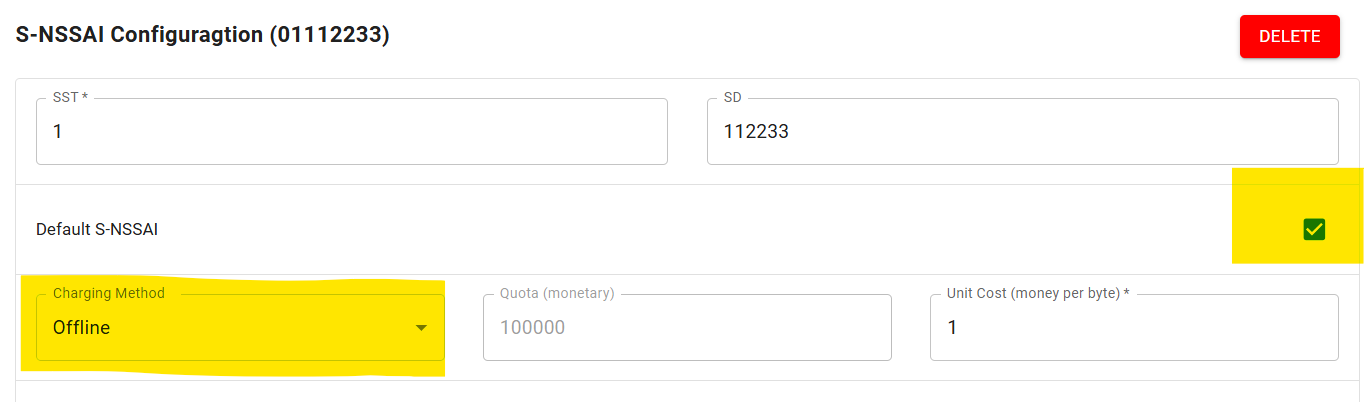 S-NSSAI Configuragtion (01112233)
DELETE
SST *
1
SD
112233
Default S-NSSAI
Charging Method
Offline
Quota (monetary)
100000
Unit Cost (money per byte) *
1